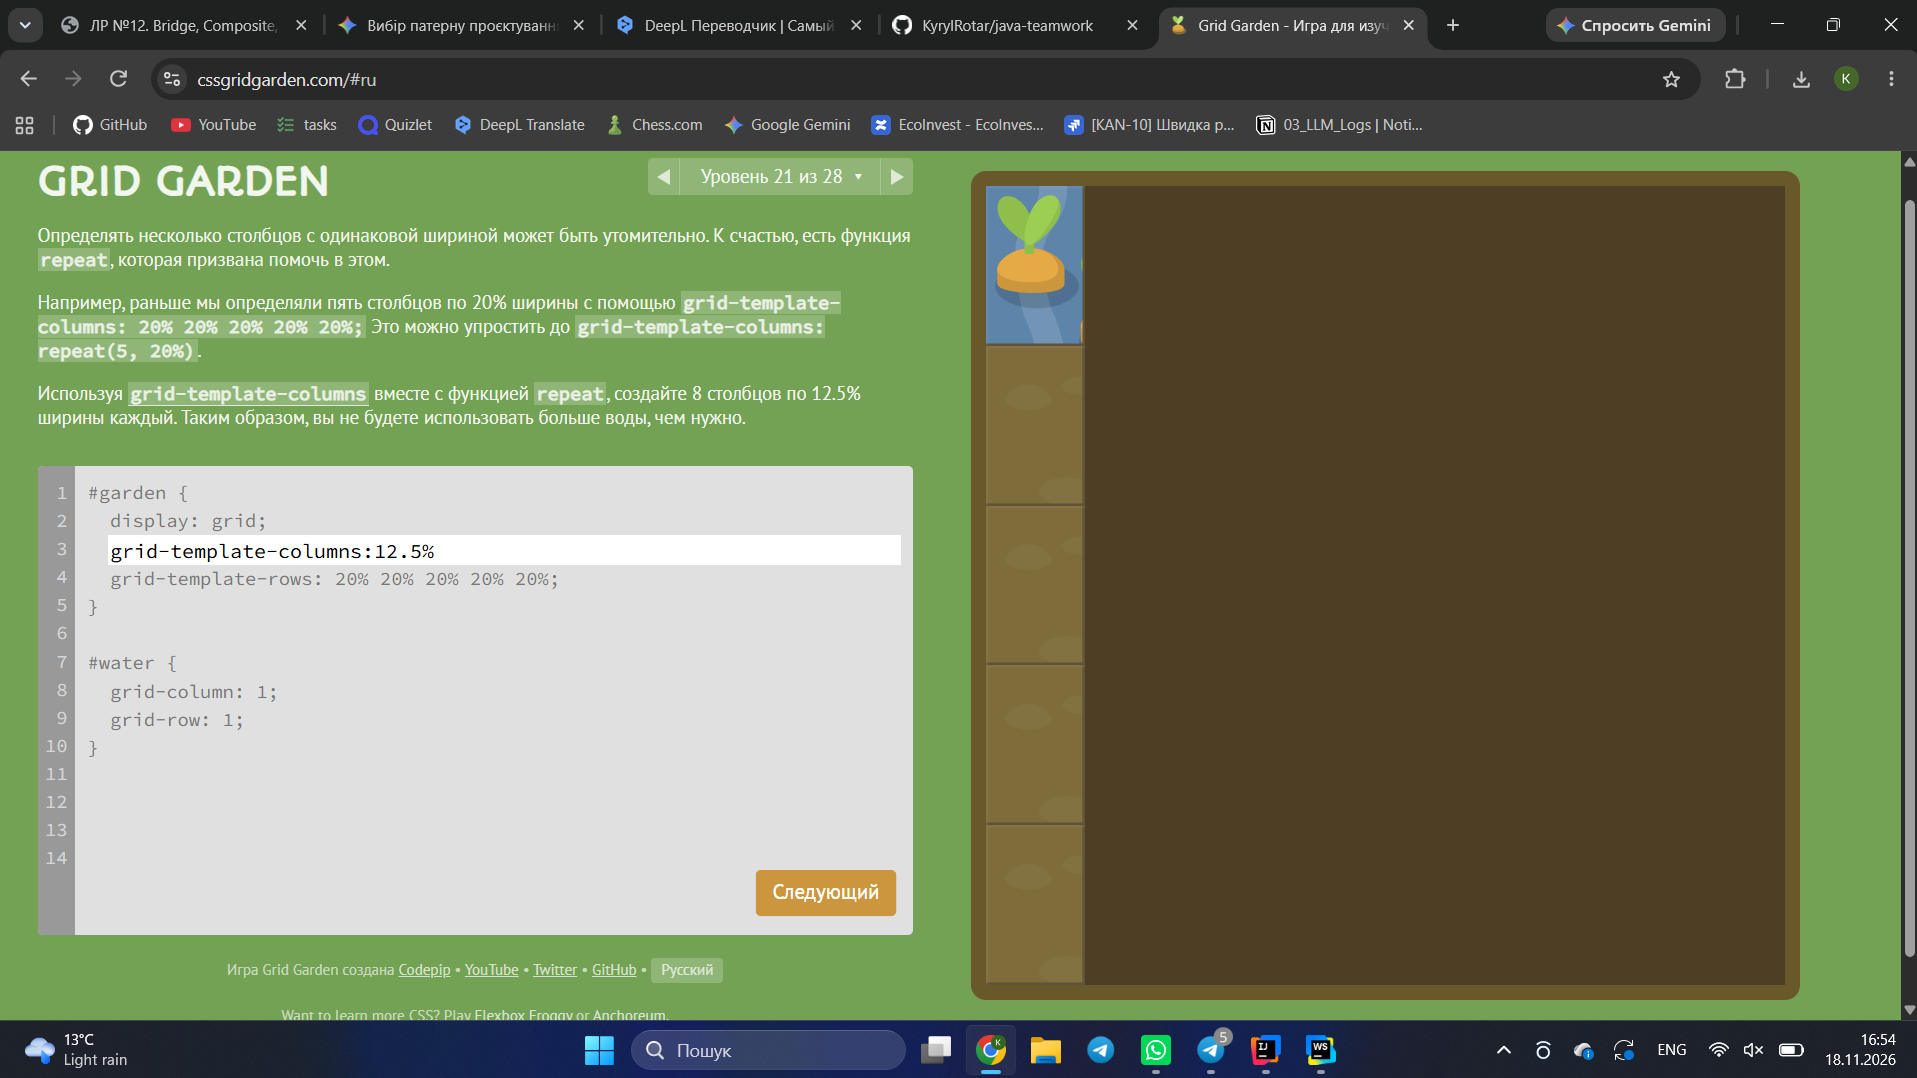 ЛР №12. Bridge, Composite,
Вибір патерну проєктуванн
DeepL Переводчик | Самый
KyrylRotar/java-teamwork
Grid Garden - Игра для изуч
Спросить Gemini
cssgridgarden.com/#ru
K
GitHub
YouTube
tasks
Quizlet
DeepL Translate
Chess.com
Google Gemini
EcoInvest - EcoInves...
[KAN-10] Швидка р...
03_LLM_Logs | Noti...
GRID GARDEN
Уровень 21 из 28
Определять несколько столбцов с одинаковой шириной может быть утомительно. К счастью, есть функция
repeat, которая призвана помочь в этом.
Например, раньше мы определяли пять столбцов по 20% ширины с помощью grid-template-
columns: 20% 20% 20% 20% 20%; Это можно упростить до grid-template-columns:
repeat(5, 20%).
Используя grid-template-columns вместе с функцией repeat, создайте 8 столбцов по 12.5%
ширины каждый. Таким образом, вы не будете использовать больше воды, чем нужно.
1 #garden {
2 display: grid;
3 grid-template-columns:12.5%
4 grid-template-rows: 20% 20% 20% 20% 20%;
5 }
6
7 #water {
8 grid-column: 1;
9 grid-row: 1;
10 }
11
12
13
14
Следующий
Игра Grid Garden создана Codepip • YouTube • Twitter • GitHub • Русский
Want to learn more CSS? Play Flexbox Froggy or Anchoreum.
13°C
Light rain
Пошук
K
5
IJ
WS
ENG
16:54
18.11.2026